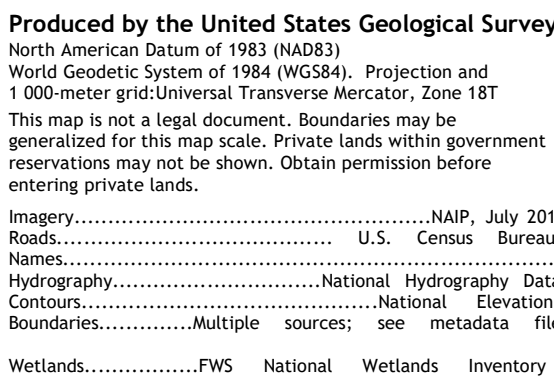 Produced by the United States Geological Survey
North American Datum of 1983 (NAD83)
World Geodetic System of 1984 (WGS84). Projection and
1 000-meter grid:Universal Transverse Mercator, Zone 18T
This map is not a legal document. Boundaries may be
generalized for this map scale. Private lands within government
reservations may not be shown. Obtain permission before
entering private lands.
Imagery....................................................NAIP, July 201
Roads......................................... U.S. Census Bureau
Names........................................................................
Hydrography...............................National Hydrography Data
Contours............................................National Elevation
Boundaries..............Multiple sources; see metadata file
Wetlands.................FWS National Wetlands Inventory